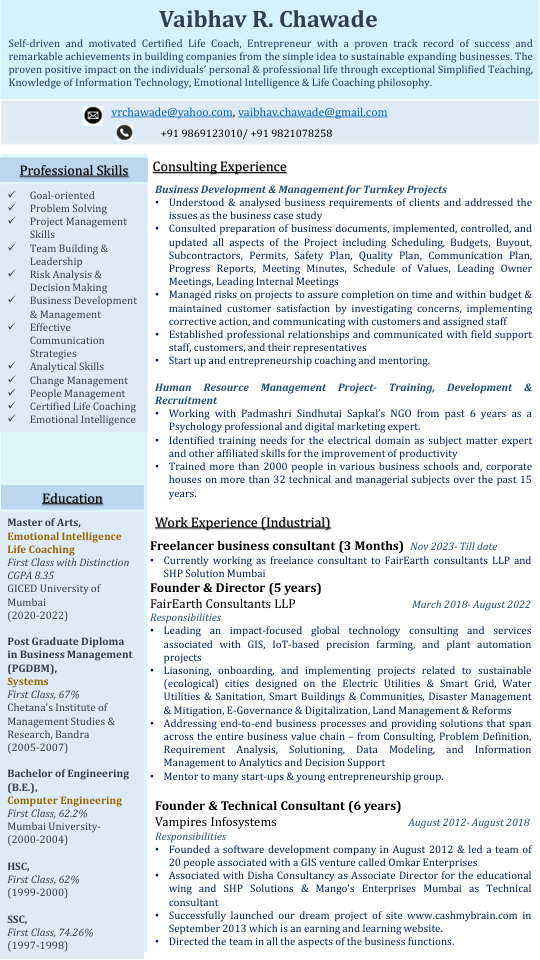 Vaibhav R. Chawade
Self-driven and motivated Certified Life Coach, Entrepreneur with a proven track record of success and
remarkable achievements in building companies from the simple idea to sustainable expanding businesses. The
proven positive impact on the individuals' personal & professional life through exceptional Simplified Teaching,
Knowledge of Information Technology, Emotional Intelligence & Life Coaching philosophy.
vrchawade@yahoo.com, vaibhav.chawade@gmail.com
+91 9869123010/ +91 9821078258
Professional Skills
✓ Goal-oriented
✓ Problem Solving
✓ Project Management
Skills
✓ Team Building &
Leadership
✓ Risk Analysis &
Decision Making
✓ Business Development
& Management
✓ Effective
Communication
Strategies
✓ Analytical Skills
✓ Change Management
✓ People Management
✓ Certified Life Coaching
✓ Emotional Intelligence
Education
Master of Arts,
Emotional Intelligence
Life Coaching
First Class with Distinction
CGPA 8.35
GICED University of
Mumbai
(2020-2022)
Post Graduate Diploma
in Business Management
(PGDBM),
Systems
First Class, 67%
Chetana's Institute of
Management Studies &
Research, Bandra
(2005-2007)
Bachelor of Engineering
(B.E.),
Computer Engineering
First Class, 62.2%
Mumbai University-
(2000-2004)
HSC,
First Class, 62%
(1999-2000)
SSC,
First Class, 74.26%
(1997-1998)
Consulting Experience
Business Development & Management for Turnkey Projects
• Understood & analysed business requirements of clients and addressed the
issues as the business case study
• Consulted preparation of business documents, implemented, controlled, and
updated all aspects of the Project including Scheduling, Budgets, Buyout,
Subcontractors, Permits, Safety Plan, Quality Plan, Communication Plan,
Progress Reports, Meeting Minutes, Schedule of Values, Leading Owner
Meetings, Leading Internal Meetings
• Managed risks on projects to assure completion on time and within budget &
maintained customer satisfaction by investigating concerns, implementing
corrective action, and communicating with customers and assigned staff
• Established professional relationships and communicated with field support
staff, customers, and their representatives
• Start up and entrepreneurship coaching and mentoring.
Human Resource Management Project- Training, Development &
Recruitment
• Working with Padmashri Sindhutai Sapkal's NGO from past 6 years as a
Psychology professional and digital marketing expert.
• Identified training needs for the electrical domain as subject matter expert
and other affiliated skills for the improvement of productivity
• Trained more than 2000 people in various business schools and, corporate
houses on more than 32 technical and managerial subjects over the past 15
years.
Work Experience (Industrial)
Freelancer business consultant (3 Months) Nov 2023- Till date
• Currently working as freelance consultant to FairEarth consultants LLP and
SHP Solution Mumbai
Founder & Director (5 years)
FairEarth Consultants LLP March 2018- August 2022
Responsibilities
• Leading an impact-focused global technology consulting and services
associated with GIS, IoT-based precision farming, and plant automation
projects
• Liasoning, onboarding, and implementing projects related to sustainable
(ecological) cities designed on the Electric Utilities & Smart Grid, Water
Utilities & Sanitation, Smart Buildings & Communities, Disaster Management
& Mitigation, E-Governance & Digitalization, Land Management & Reforms
• Addressing end-to-end business processes and providing solutions that span
across the entire business value chain – from Consulting, Problem Definition,
Requirement Analysis, Solutioning, Data Modeling, and Information
Management to Analytics and Decision Support
• Mentor to many start-ups & young entrepreneurship group.
Founder & Technical Consultant (6 years)
Vampires Infosystems August 2012- August 2018
Responsibilities
• Founded a software development company in August 2012 & led a team of
20 people associated with a GIS venture called Omkar Enterprises
• Associated with Disha Consultancy as Associate Director for the educational
wing and SHP Solutions & Mango's Enterprises Mumbai as Technical
consultant
• Successfully launched our dream project of site www.cashmybrain.com in
September 2013 which is an earning and learning website.
• Directed the team in all the aspects of the business functions.